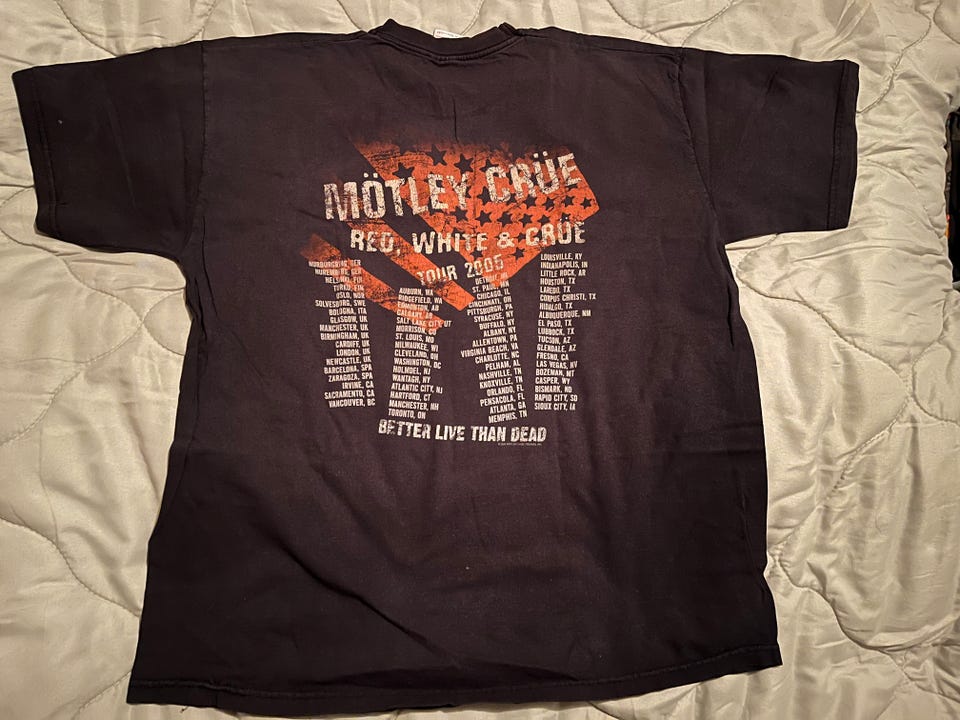 MÖTLEY CRÜE
RED, WHITE & CRÜE
TOUR 2005
NURBURGRING, GER
NUREMBURG, GER
HELSINKI, FIN
TURKU, FIN
OSLO, NOR
SOLVESBORG, SWE
BOLOGNA, ITA
GLASGOW, UK
MANCHESTER, UK
BIRMINGHAM, UK
CARDIFF, UK
LONDON, UK
NEWCASTLE, UK
BARCELONA, SPA
ZARAGOZA, SPA
IRVINE, CA
SACRAMENTO, CA
VANCOUVER, BC
AUBURN, WA
RIDGEFIELD, WA
EDMONTON, AB
CALGARY, AB
SALT LAKE CITY, UT
MORRISON, CO
ST. LOUIS, MO
MILWAUKEE, WI
CLEVELAND, OH
WASHINGTON, DC
HOLMDEL, NJ
WANTAGH, NY
ATLANTIC CITY, NJ
HARTFORD, CT
MANCHESTER, NH
TORONTO, ON
DETROIT, MI
ST. PAUL, MN
CHICAGO, IL
CINCINNATI, OH
PITTSBURGH, PA
SYRACUSE, NY
BUFFALO, NY
ALBANY, NY
ALLENTOWN, PA
VIRGINIA BEACH, VA
CHARLOTTE, NC
PELHAM, AL
NASHVILLE, TN
KNOXVILLE, TN
ORLANDO, FL
PENSACOLA, FL
ATLANTA, GA
MEMPHIS, TN
LOUISVILLE, KY
INDIANAPOLIS, IN
LITTLE ROCK, AR
HOUSTON, TX
LAREDO, TX
CORPUS CHRISTI, TX
HIDALGO, TX
ALBUQUERQUE, NM
EL PASO, TX
LUBBOCK, TX
TUCSON, AZ
GLENDALE, AZ
FRESNO, CA
LAS VEGAS, NV
BOZEMAN, MT
CASPER, WY
BISMARK, ND
RAPID CITY, SD
SIOUX CITY, IA
BETTER LIVE THAN DEAD